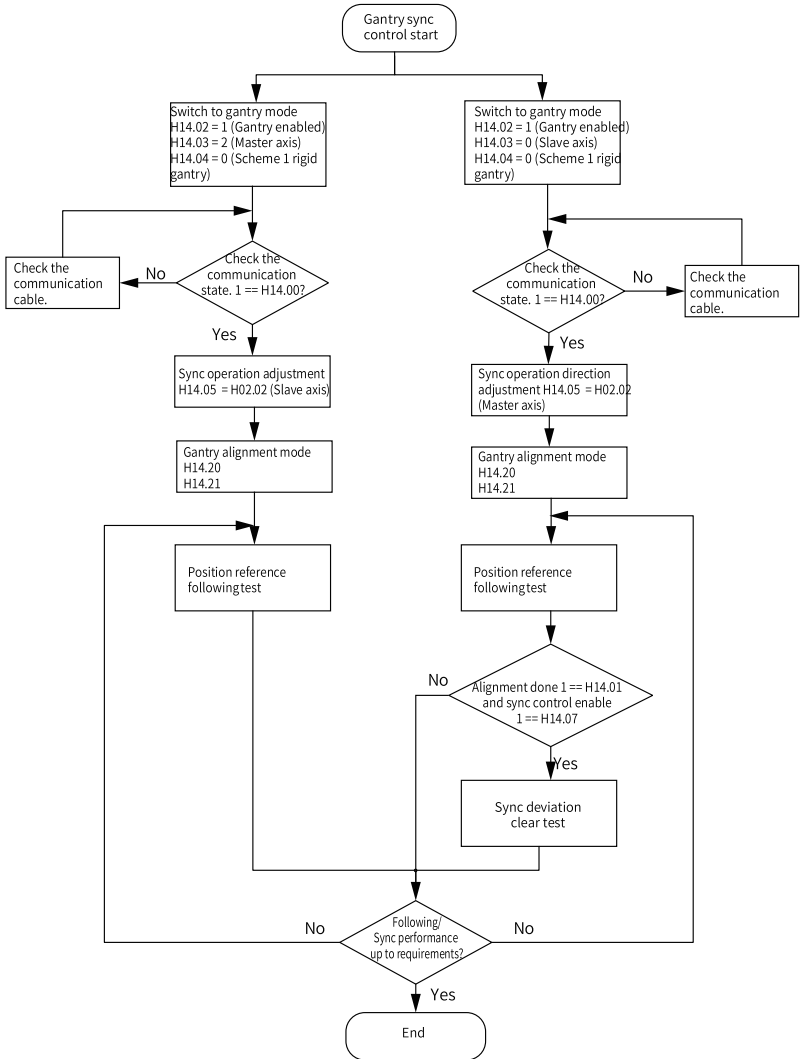 Gantry sync
control start
Switch to gantry mode
H14.02 = 1 (Gantry enabled)
H14.03 = 2 (Master axis)
H14.04 = 0 (Scheme 1 rigid
gantry)
Switch to gantry mode
H14.02 = 1 (Gantry enabled)
H14.03 = 0 (Slave axis)
H14.04 = 0 (Scheme 1 rigid
gantry)
Check the
communication
cable.
No
Check the
communication
state. 1 == H14.00?
Yes
Check the
communication
state. 1 == H14.00?
No
Check the
communication
cable.
Yes
Sync operation adjustment
H14.05 = H02.02 (Slave axis)
Sync operation direction
adjustment H14.05 = H02.02
(Master axis)
Gantry alignment mode
H14.20
H14.21
Gantry alignment mode
H14.20
H14.21
Position reference
following test
Position reference
following test
No
Alignment done 1 == H14.01
and sync control enable
1 == H14.07
Yes
Sync deviation
clear test
No
Following/
Sync performance
up to requirements?
No
Yes
End